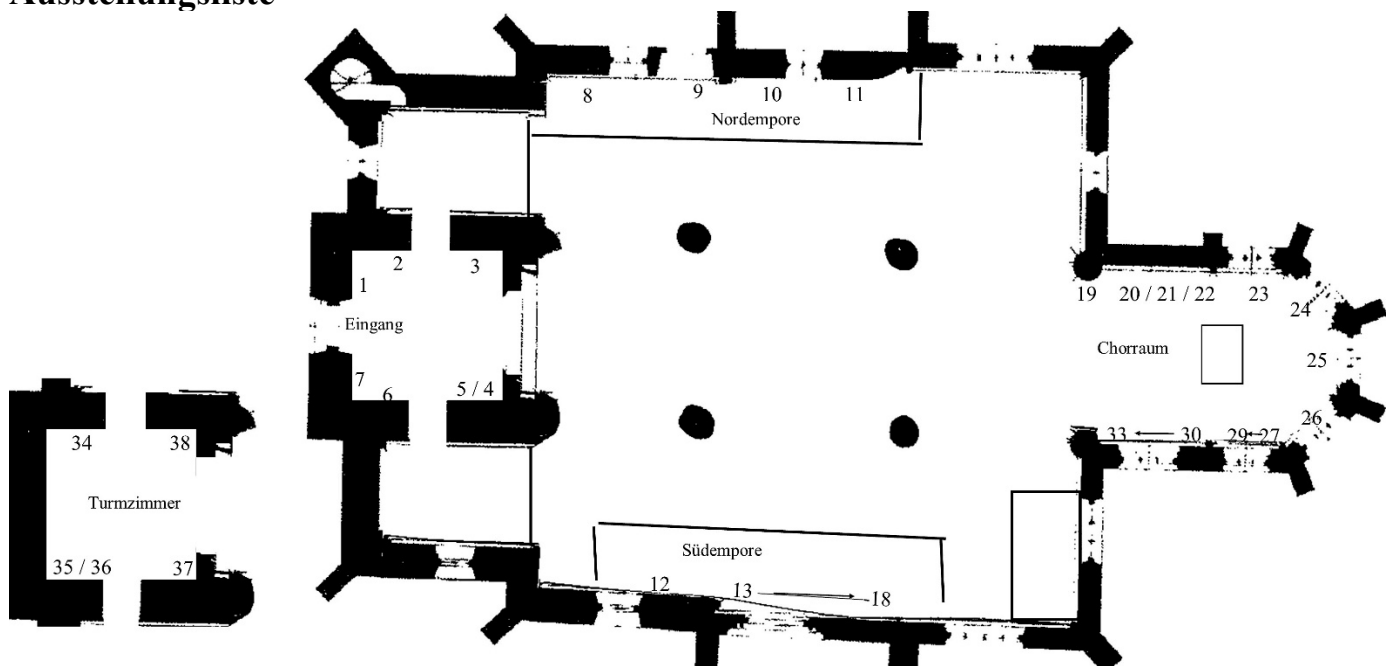 Ausstellungsliste
8 9 10 11
Nordempore
2 3
1
Eingang
7 6 5 / 4
19 20 / 21 / 22 23 24
Chorraum
25
26
33 30 29 27
34 38
Turmzimmer
35 / 36 37
Südempore
12 13 18